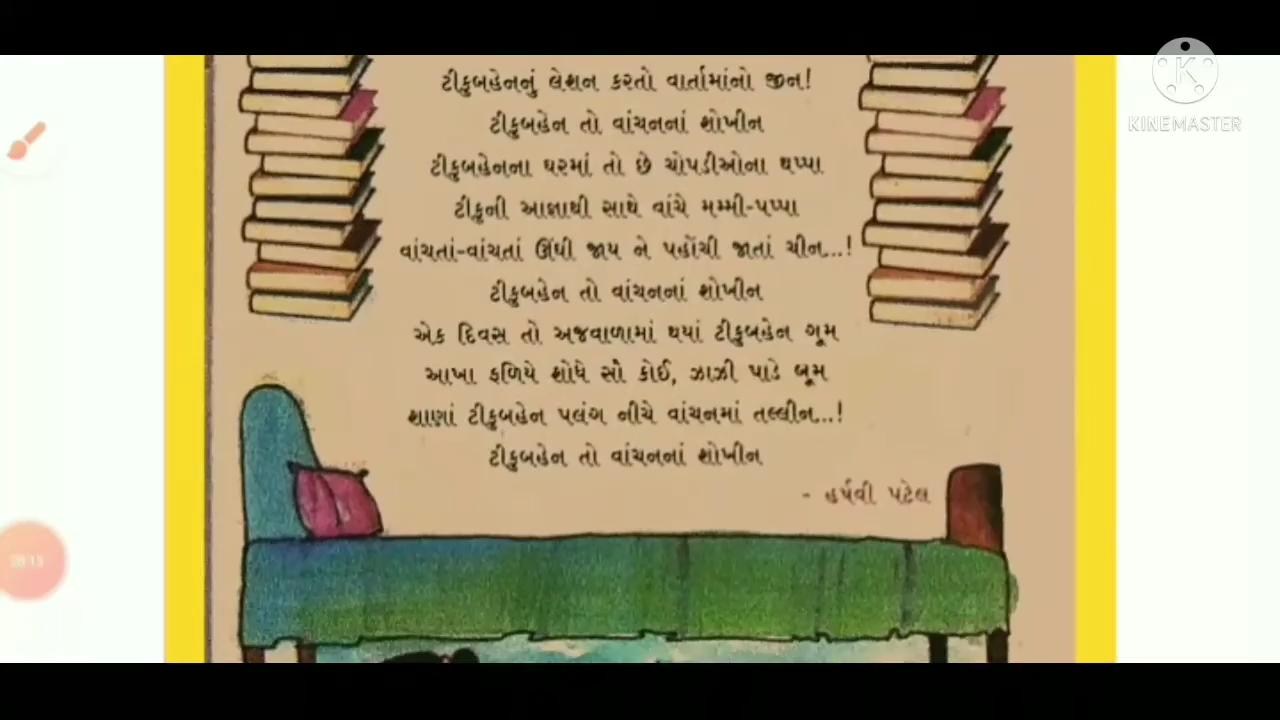 KINEMASTER
ટીકુબહેનનું લેશન કરતો વાર્તામાંનો જીન!
ટીકુબહેન તો વાંચનનાં શોખીન
ટીકુબહેનના ઘરમાં તો છે ચોપડીઓના થપ્પા
ટીકુની આજ્ઞાથી સાથે વાંચે મમ્મી-પપ્પા
વાંચતાં-વાંચતાં ઊંઘી જાય ને પહોંચી જાતાં ચીન...!
ટીકુબહેન તો વાંચનનાં શોખીન
એક દિવસ તો અજવાળામાં થયાં ટીકુબહેન ગૂમ
આખા ફળિયે શોધે સૌ કોઈ, ઝાઝી પાડે બૂમ
શાણાં ટીકુબહેન પલંગ નીચે વાંચનમાં તલ્લીન...!
ટીકુબહેન તો વાંચનનાં શોખીન
- હર્ષવી પટેલ